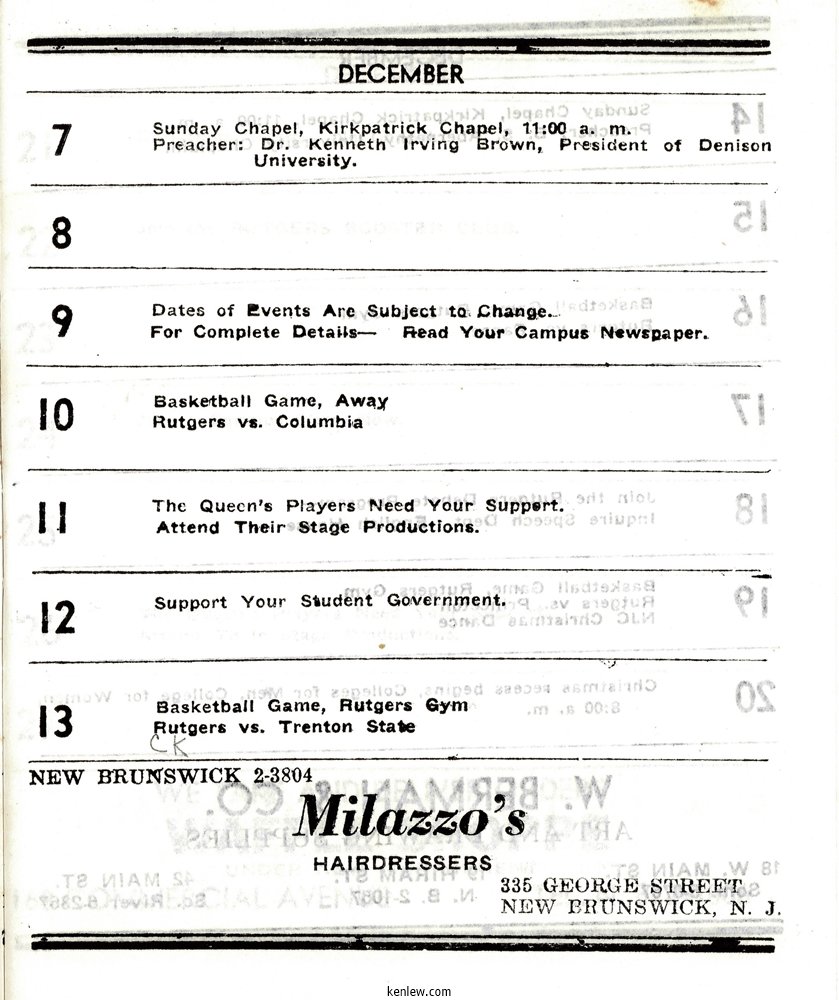 DECEMBER
7
Sunday Chapel, Kirkpatrick Chapel, 11:00 a. m.
Preacher: Dr. Kenneth Irving Brown, President of Denison
University.
8
9
Dates of Events Are Subject to Change.
For Complete Details— Read Your Campus Newspaper.
10
Basketball Game, Away
Rutgers vs. Columbia
11
The Queen's Players Need Your Support.
Attend Their Stage Productions.
12
Support Your Student Government.
13
Basketball Game, Rutgers Gym
Rutgers vs. Trenton State
CK
NEW BRUNSWICK 2-3804
Milazzo's
HAIRDRESSERS
335 GEORGE STREET
NEW BRUNSWICK, N. J.
kenlew.com